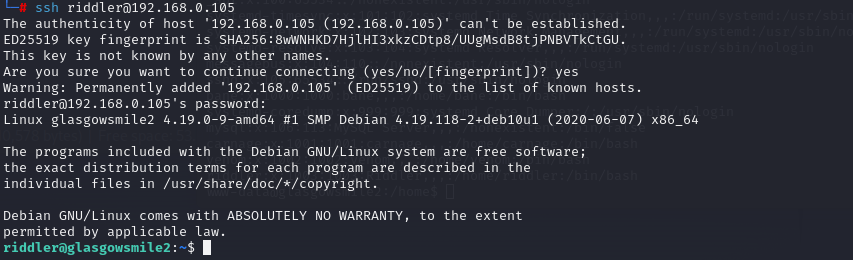 └─# ssh riddler@192.168.0.105
The authenticity of host '192.168.0.105 (192.168.0.105)' can't be established.
ED25519 key fingerprint is SHA256:8wWNHKD7HjlHI3xkzCDtp8/UUgMsdB8tjPNBVTkCtGU.
This key is not known by any other names.
Are you sure you want to continue connecting (yes/no/[fingerprint])? yes
Warning: Permanently added '192.168.0.105' (ED25519) to the list of known hosts.
riddler@192.168.0.105's password:
Linux glasgowsmile2 4.19.0-9-amd64 #1 SMP Debian 4.19.118-2+deb10u1 (2020-06-07) x86_64
The programs included with the Debian GNU/Linux system are free software;
the exact distribution terms for each program are described in the
individual files in /usr/share/doc/*/copyright.
Debian GNU/Linux comes with ABSOLUTELY NO WARRANTY, to the extent
permitted by applicable law.
riddler@glasgowsmile2:~$